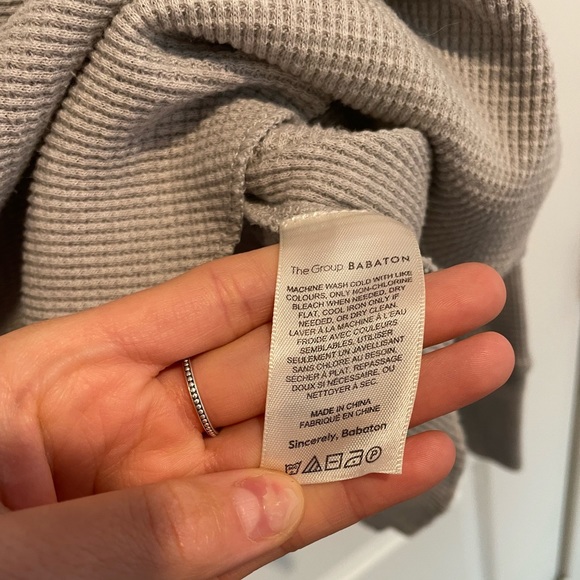 The Group BABATON
MACHINE WASH COLD WITH LIKE
COLOURS, ONLY NON-CHLORINE
BLEACH WHEN NEEDED, DRY
FLAT, COOL IRON ONLY IF
NEEDED, OR DRY CLEAN.
LAVER À LA MACHINE À L'EAU
FROIDE AVEC COULEURS
SEMBLABLES, UTILISER
SEULEMENT UN JAVELLISANT
SANS CHLORE AU BESOIN,
SÉCHER À PLAT, REPASSAGE
DOUX SI NÉCESSAIRE, OU
NETTOYER À SEC.
MADE IN CHINA
FABRIQUÉ EN CHINE
Sincerely, Babaton
P